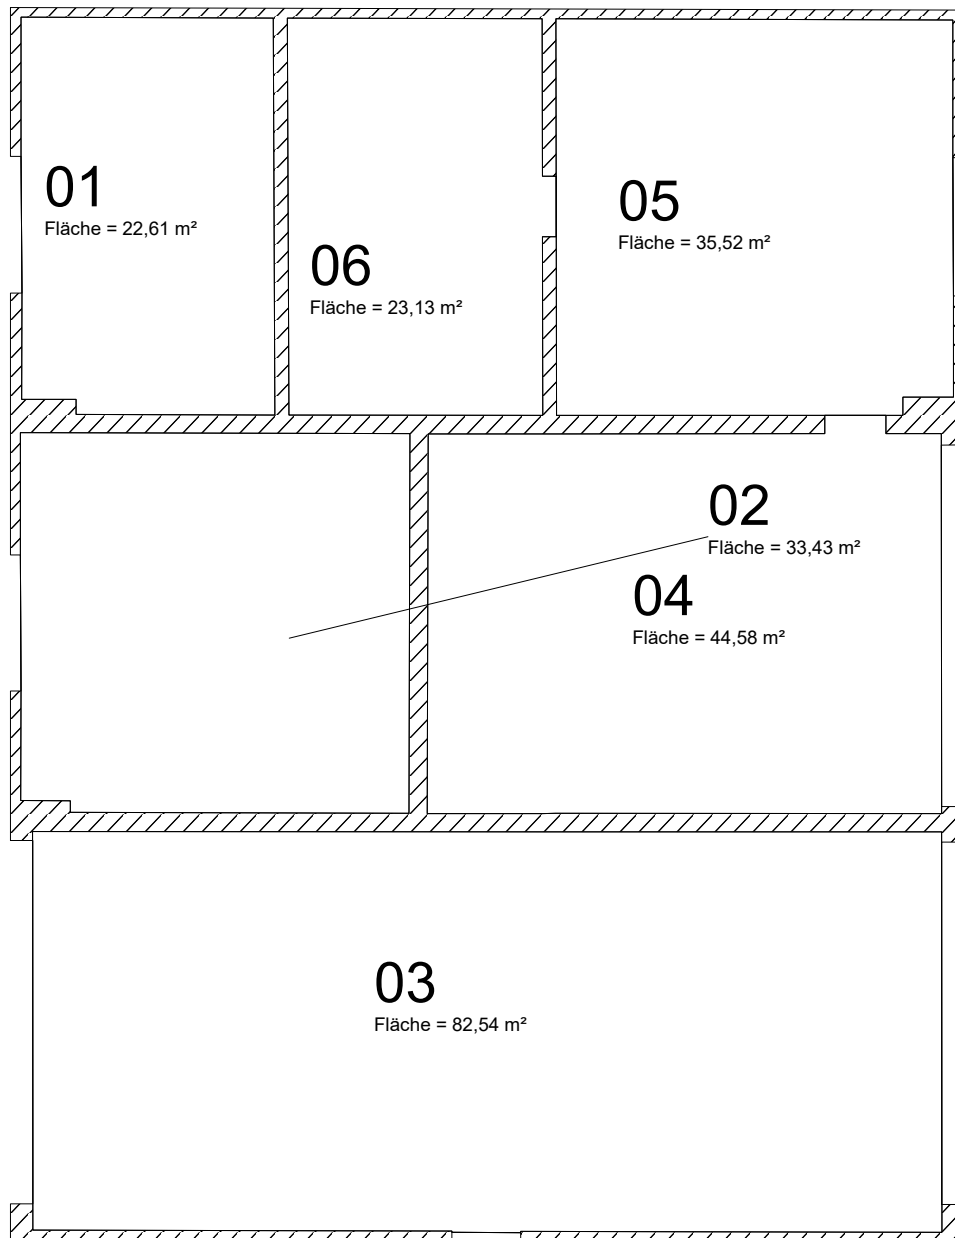 01
Fläche = 22,61 m²
06
Fläche = 23,13 m²
05
Fläche = 35,52 m²
02
Fläche = 33,43 m²
04
Fläche = 44,58 m²
03
Fläche = 82,54 m²